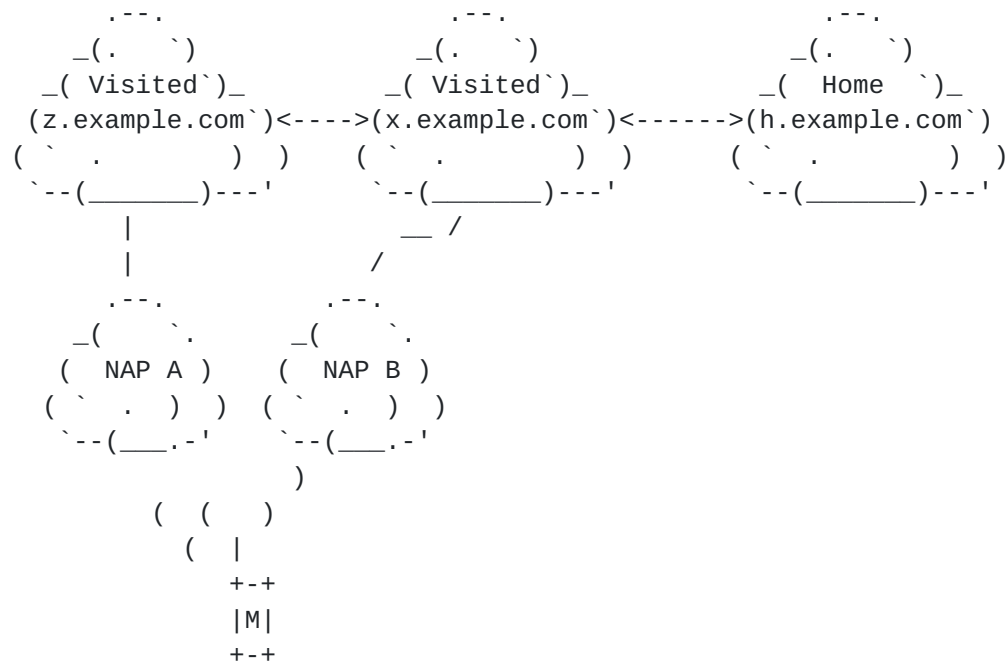 Visited Visited Home
(z.example.com`)<---->(x.example.com`)<------>(h.example.com`)
NAP A NAP B
M